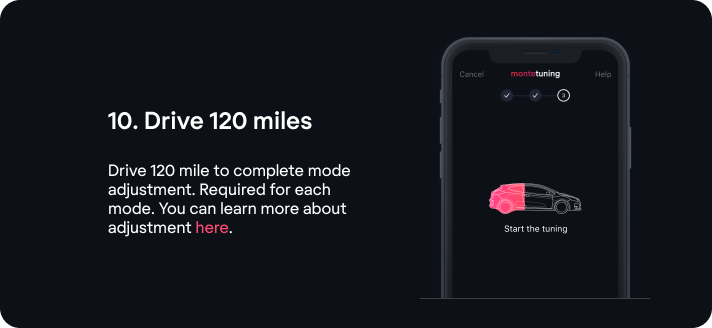 10. Drive 120 miles
Drive 120 mile to complete mode
adjustment. Required for each
mode. You can learn more about
adjustment here.
Cancel
montetuning
Help
3
Start the tuning